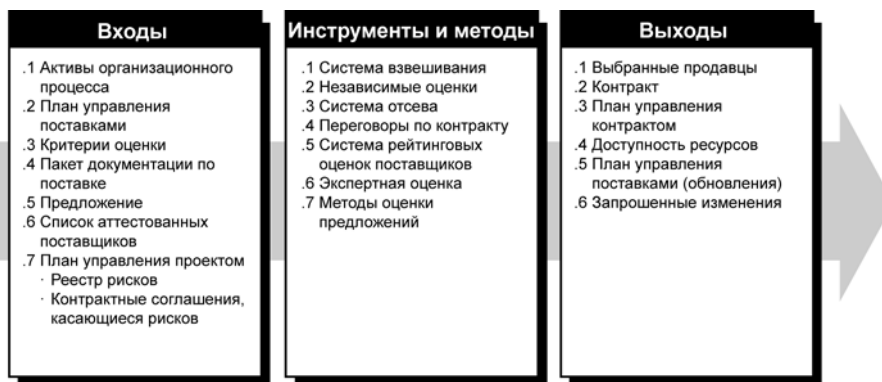 Входы
.1 Активы организационного
процесса
.2 План управления
поставками
.3 Критерии оценки
.4 Пакет документации по
поставке
.5 Предложение
.6 Список аттестованных
поставщиков
.7 План управления проектом
· Реестр рисков
· Контрактные соглашения,
касающиеся рисков
Инструменты и методы
.1 Система взвешивания
.2 Независимые оценки
.3 Система отсева
.4 Переговоры по контракту
.5 Система рейтинговых
оценок поставщиков
.6 Экспертная оценка
.7 Методы оценки
предложений
Выходы
.1 Выбранные продавцы
.2 Контракт
.3 План управления
контрактом
.4 Доступность ресурсов
.5 План управления
поставками (обновления)
.6 Запрошенные изменения